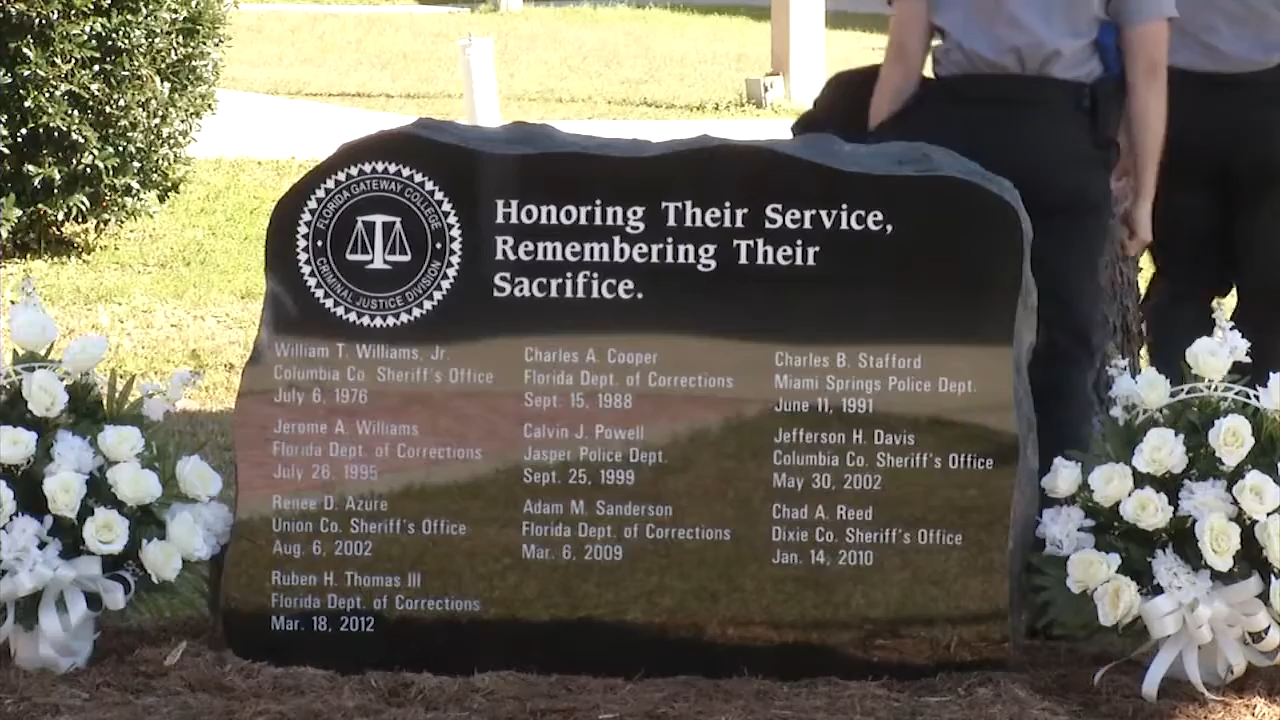 FLORIDA GATEWAY COLLEGE
CRIMINAL JUSTICE DIVISION
Honoring Their Service,
Remembering Their
Sacrifice.
William T. Williams, Jr.
Columbia Co. Sheriff's Office
July 6, 1976
Charles A. Cooper
Florida Dept. of Corrections
Sept. 15, 1988
Charles B. Stafford
Miami Springs Police Dept.
June 11, 1991
Jerome A. Williams
Florida Dept. of Corrections
July 26, 1995
Calvin J. Powell
Jasper Police Dept.
Sept. 25, 1999
Jefferson H. Davis
Columbia Co. Sheriff's Office
May 30, 2002
Renee D. Azure
Union Co. Sheriff's Office
Aug. 6, 2002
Adam M. Sanderson
Florida Dept. of Corrections
Mar. 6, 2009
Chad A. Reed
Dixie Co. Sheriff's Office
Jan. 14, 2010
Ruben H. Thomas III
Florida Dept. of Corrections
Mar. 18, 2012